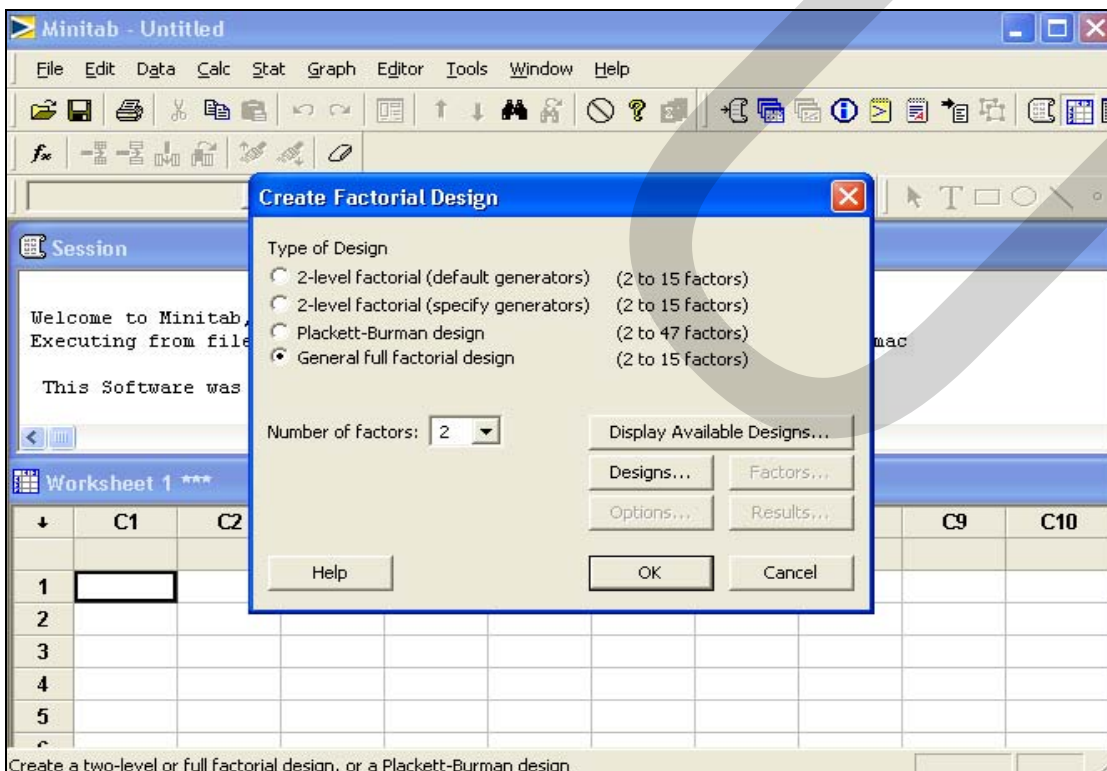 Minitab - Untitled
File Edit Data Calc Stat Graph Editor Tools Window Help
Create Factorial Design
Session
Type of Design
2-level factorial (default generators) (2 to 15 factors)
2-level factorial (specify generators) (2 to 15 factors)
Plackett-Burman design (2 to 47 factors)
General full factorial design (2 to 15 factors)
Welcome to Minitab,
Executing from file mac
This Software was
Number of factors: 2 Display Available Designs...
Designs... Factors...
Options... Results...
Help OK Cancel
Worksheet 1 ***
C1 C2 C9 C10
1
2
3
4
5
Create a two-level or full factorial design, or a Plackett-Burman design